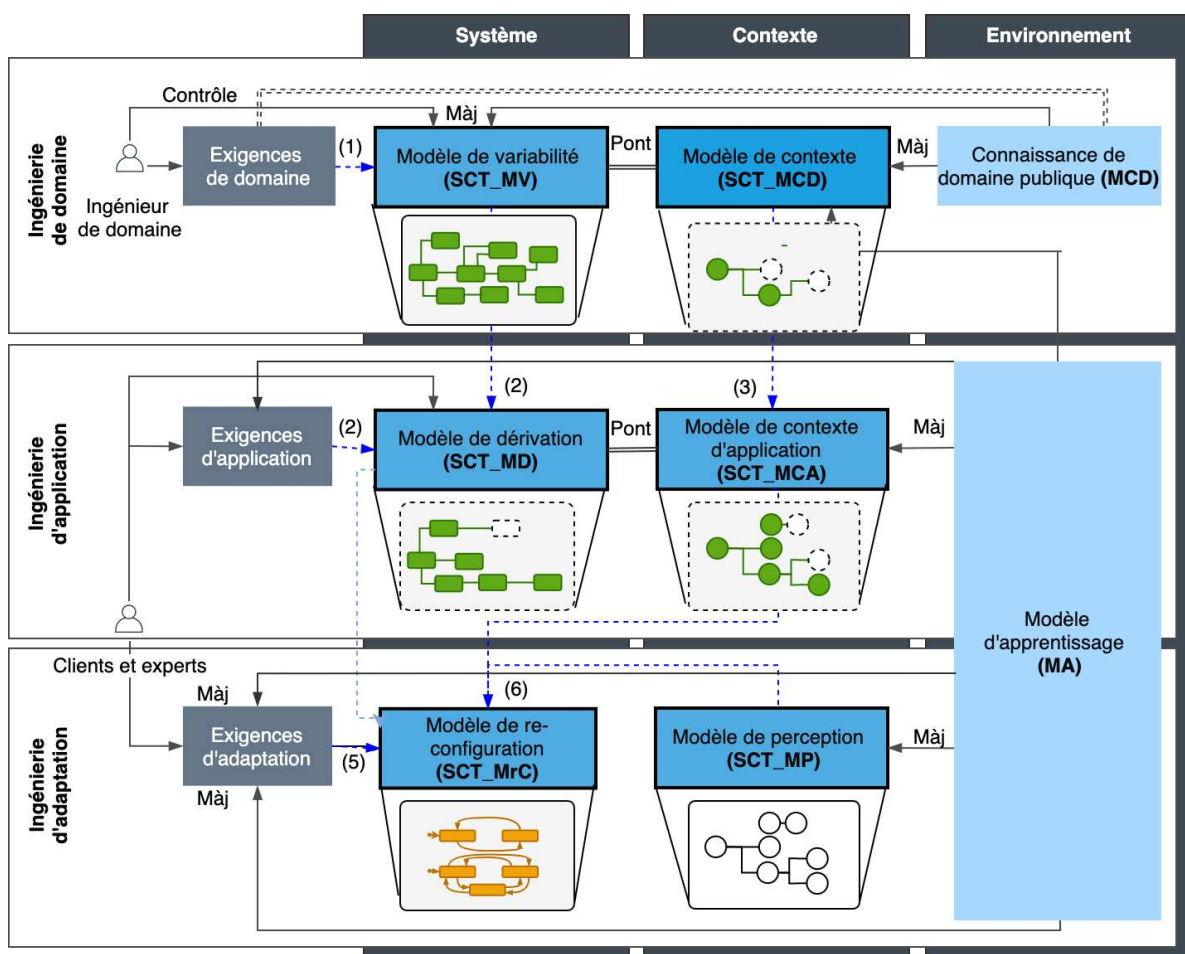 Système
Contexte
Environnement
Ingénierie
de domaine
Contrôle
Màj
Exigences
de domaine
(1)
Modèle de variabilité
(SCT_MV)
Pont
Modèle de contexte
(SCT_MCD)
Màj
Connaissance de
domaine publique (MCD)
Ingénieur
de domaine
Ingénierie
d'application
(2)
(3)
Exigences
d'application
(2)
Modèle de dérivation
(SCT_MD)
Pont
Modèle de contexte
d'application
(SCT_MCA)
Màj
Modèle
d'apprentissage
(MA)
Clients et experts
Ingénierie
d'adaptation
Màj
(6)
Exigences
d'adaptation
(5)
Modèle de re-
configuration
(SCT_MrC)
Modèle de perception
(SCT_MP)
Màj
Màj